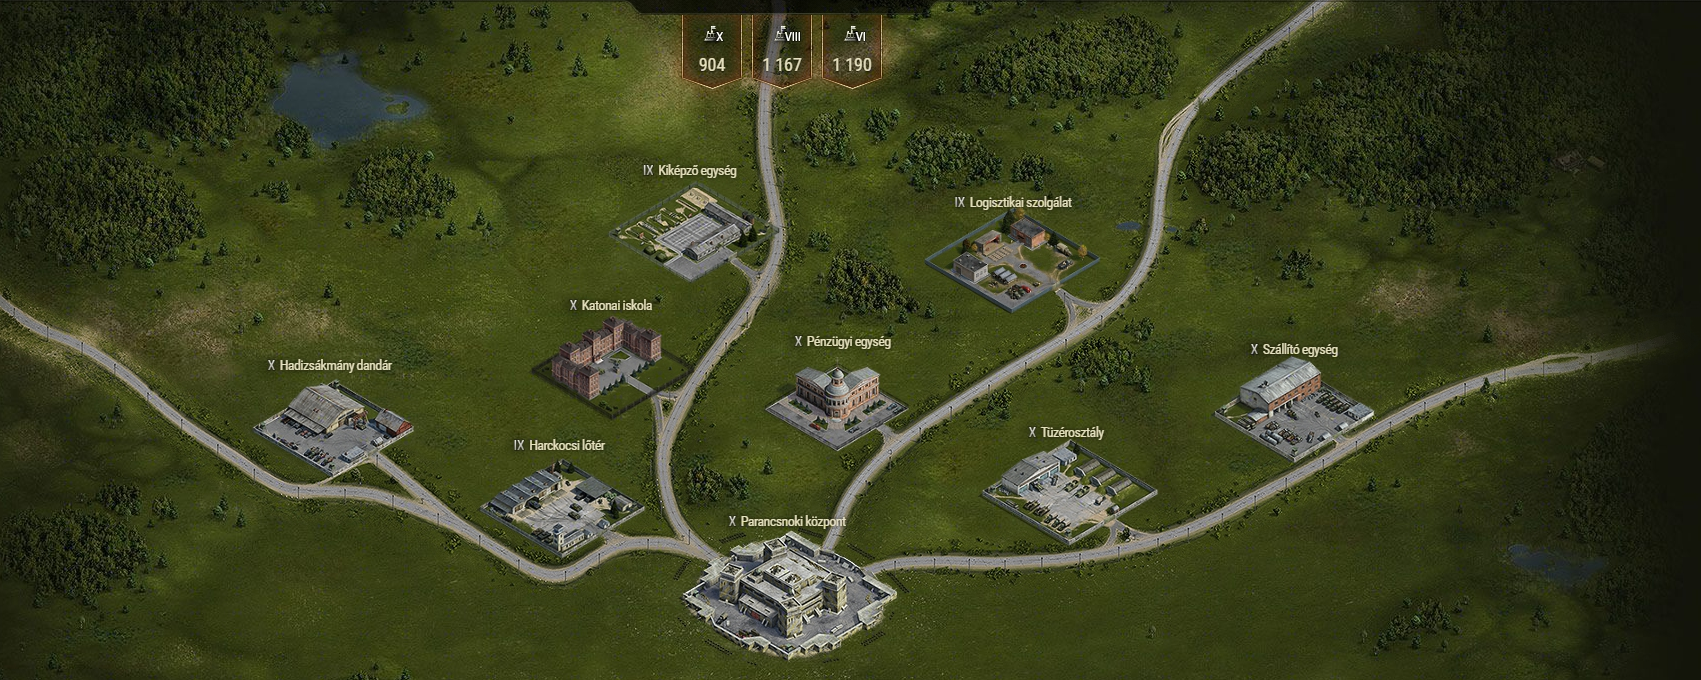 X VIII VI
904 1 167 1 190
IX Kiképző egység
IX Logisztikai szolgálat
X Katonai iskola
X Pénzügyi egység
X Szállító egység
X Hadizsákmány dandár
X Tüzérosztály
IX Harckocsi lőtér
X Parancsnoki központ